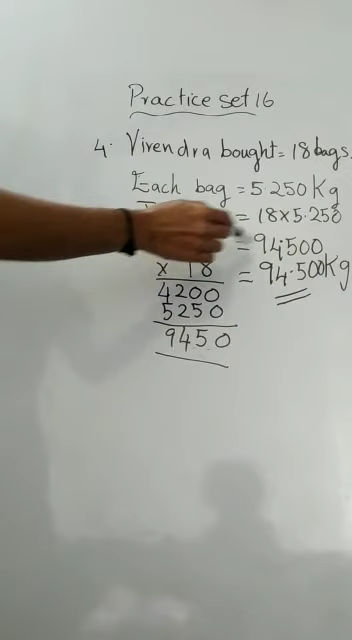 Practice set 16
4. Virendra bought = 18 bags.
Each bag = 5.250 Kg
= 18 x 5.250
= 94,500
x 18
= 94.500 Kg
4200
5250
9450